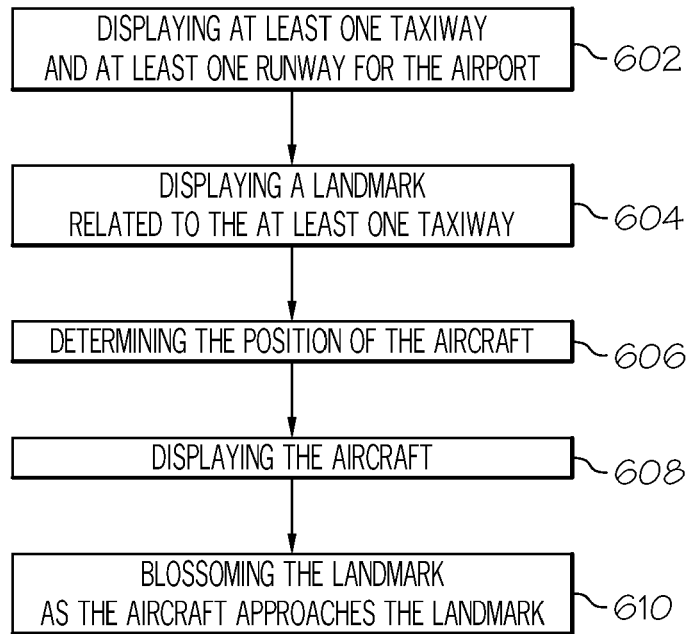 DISPLAYING AT LEAST ONE TAXIWAY
AND AT LEAST ONE RUNWAY FOR THE AIRPORT
602
DISPLAYING A LANDMARK
RELATED TO THE AT LEAST ONE TAXIWAY
604
DETERMINING THE POSITION OF THE AIRCRAFT
606
DISPLAYING THE AIRCRAFT
608
BLOSSOMING THE LANDMARK
AS THE AIRCRAFT APPROACHES THE LANDMARK
610